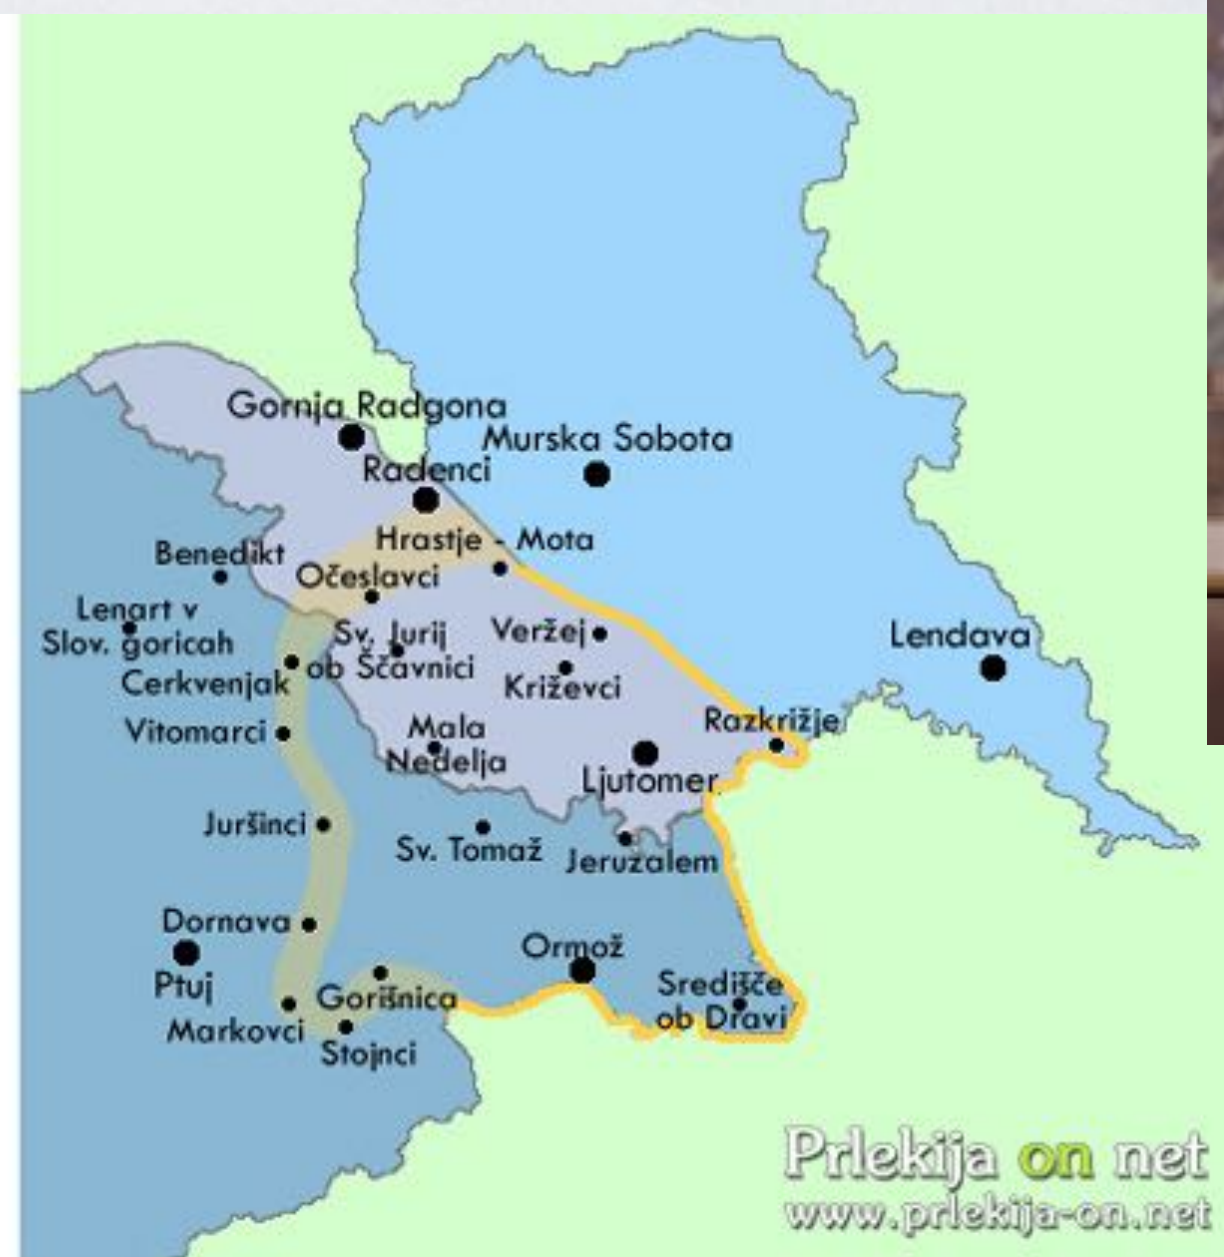 Gornja Radgona
Murska Sobota
Radenci
Hrastje - Mota
Benedikt
Očeslavci
Lenart v
Slov. goricah
Sv. Jurij
ob Ščavnici
Veržej
Lendava
Cerkvenjak
Križevci
Vitomarci
Mala
Nedelja
Razkrižje
Ljutomer
Juršinci
Sv. Tomaž
Jeruzalem
Dornava
Ormož
Ptuj
Gorišnica
Središče
ob Dravi
Markovci
Stojnci
Prlekija on net
www.prlekija-on.net